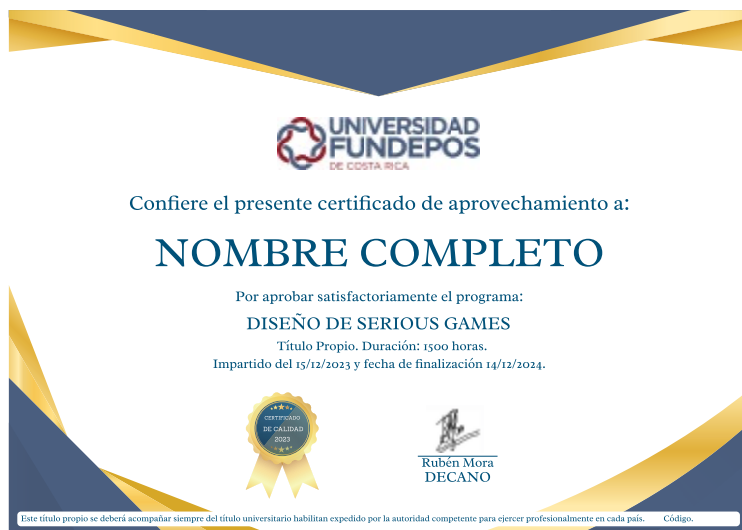 UNIVERSIDAD
FUNDEPOS
DE COSTA RICA
Confiere el presente certificado de aprovechamiento a:
NOMBRE COMPLETO
Por aprobar satisfactoriamente el programa:
DISEÑO DE SERIOUS GAMES
Título Propio. Duración: 1500 horas.
Impartido del 15/12/2023 y fecha de finalización 14/12/2024.
CERTIFICADO
DE CALIDAD
2023
Rubén Mora
DECANO
Este título propio se deberá acompañar siempre del título universitario habilitan expedido por la autoridad competente para ejercer profesionalmente en cada país. Código.